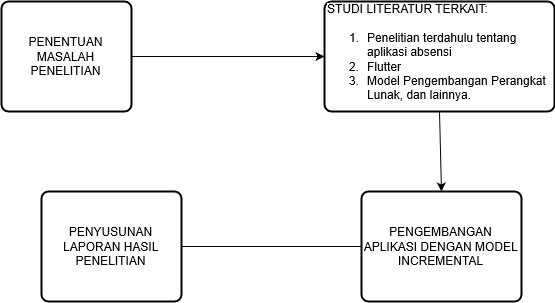 PENENTUAN
MASALAH
PENELITIAN
STUDI LITERATUR TERKAIT:
1. Penelitian terdahulu tentang
aplikasi absensi
2. Flutter
3. Model Pengembangan Perangkat
Lunak, dan lainnya.
PENGEMBANGAN
APLIKASI DENGAN MODEL
INCREMENTAL
PENYUSUNAN
LAPORAN HASIL
PENELITIAN